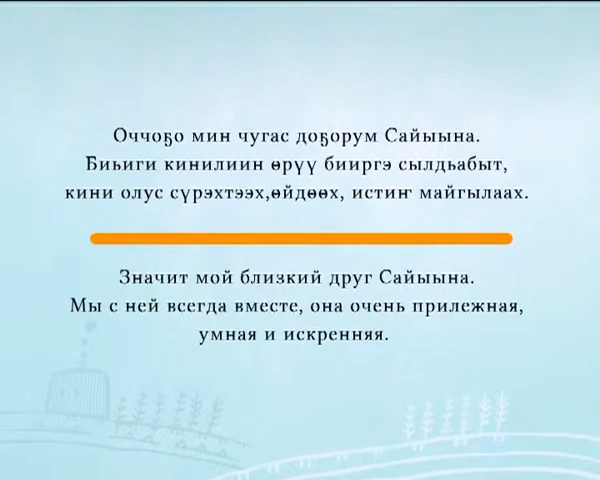 Оччоҕо мин чугас доҕорум Сайыына.
Биһиги кинилиин өрүү бииргэ сылдьабыт,
кини олус сүрэхтээх,өйдөөх, истиҥ майгылаах.
Значит мой близкий друг Сайыына.
Мы с ней всегда вместе, она очень прилежная,
умная и искренняя.